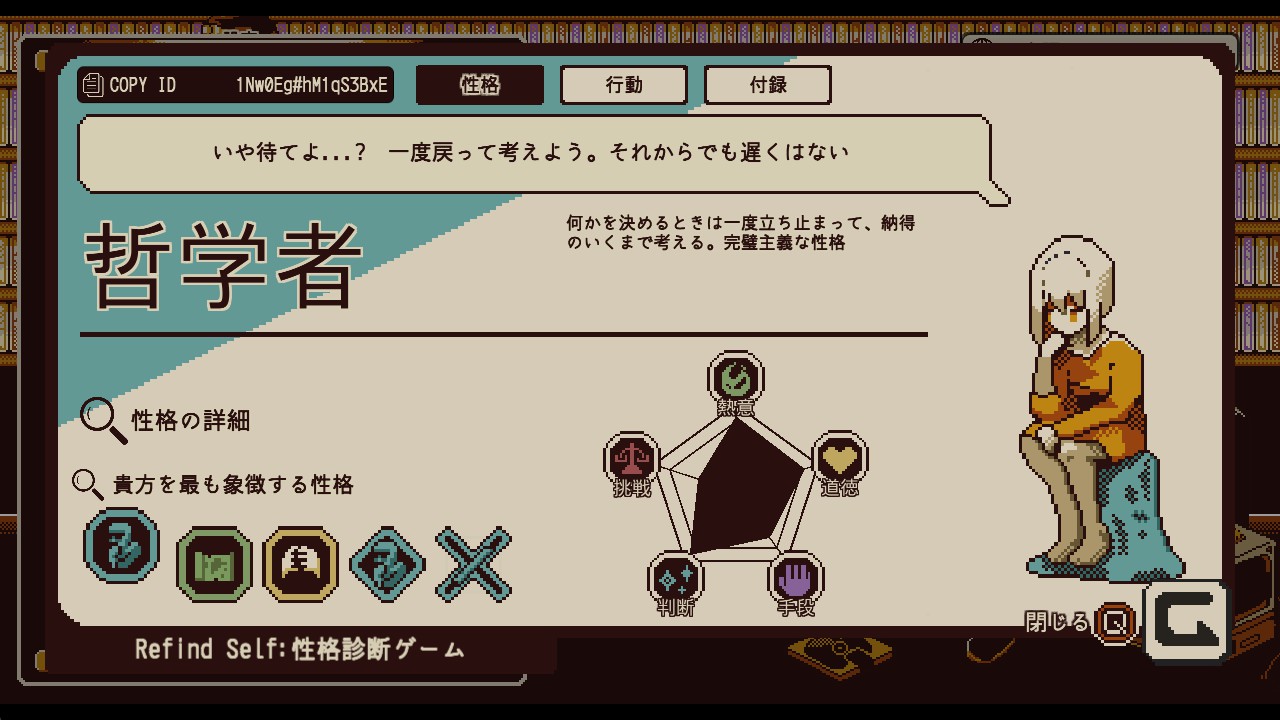 COPY ID 1Nw0Eg#hM1qS3BxE 性格 行動 付録
いや待てよ...? 一度戻って考えよう。それからでも遅くはない
何かを決めるときは一度立ち止まって、納得
のいくまで考える。完璧主義な性格
哲学者
性格の詳細
貴方を最も象徴する性格
熱意
挑戦
道徳
判断
手段
閉じる
Refind Self:性格診断ゲーム